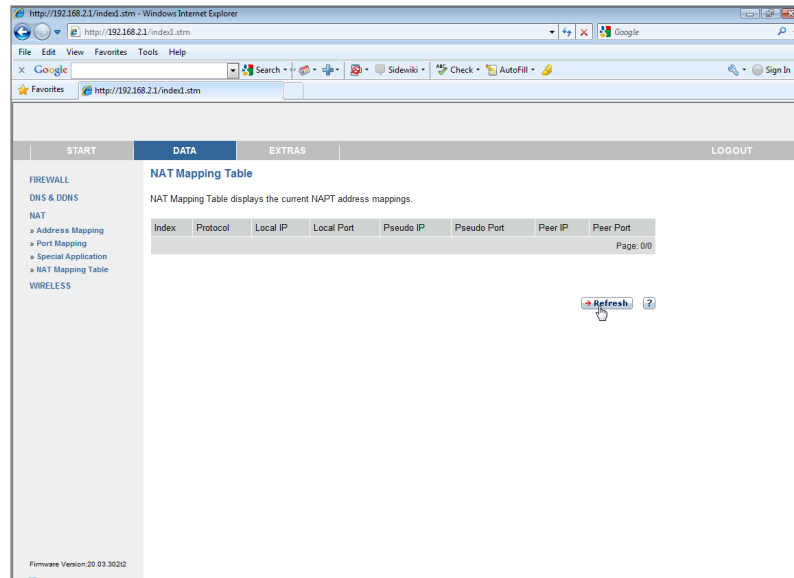 http://192.168.2.1/index1.stm - Windows Internet Explorer
http://192.168.2.1/index1.stm
Google
File Edit View Favorites Tools Help
x Google Search Sidewiki Check AutoFill Sign In
Favorites http://192.168.2.1/index1.stm
START DATA EXTRAS LOGOUT
NAT Mapping Table
NAT Mapping Table displays the current NAPT address mappings.
FIREWALL
DNS & DDNS
NAT
» Address Mapping
» Port Mapping
» Special Application
» NAT Mapping Table
WIRELESS
Index Protocol Local IP Local Port Pseudo IP Pseudo Port Peer IP Peer Port
Page: 0/0
Refresh ?
Firmware Version:20.03.302t2